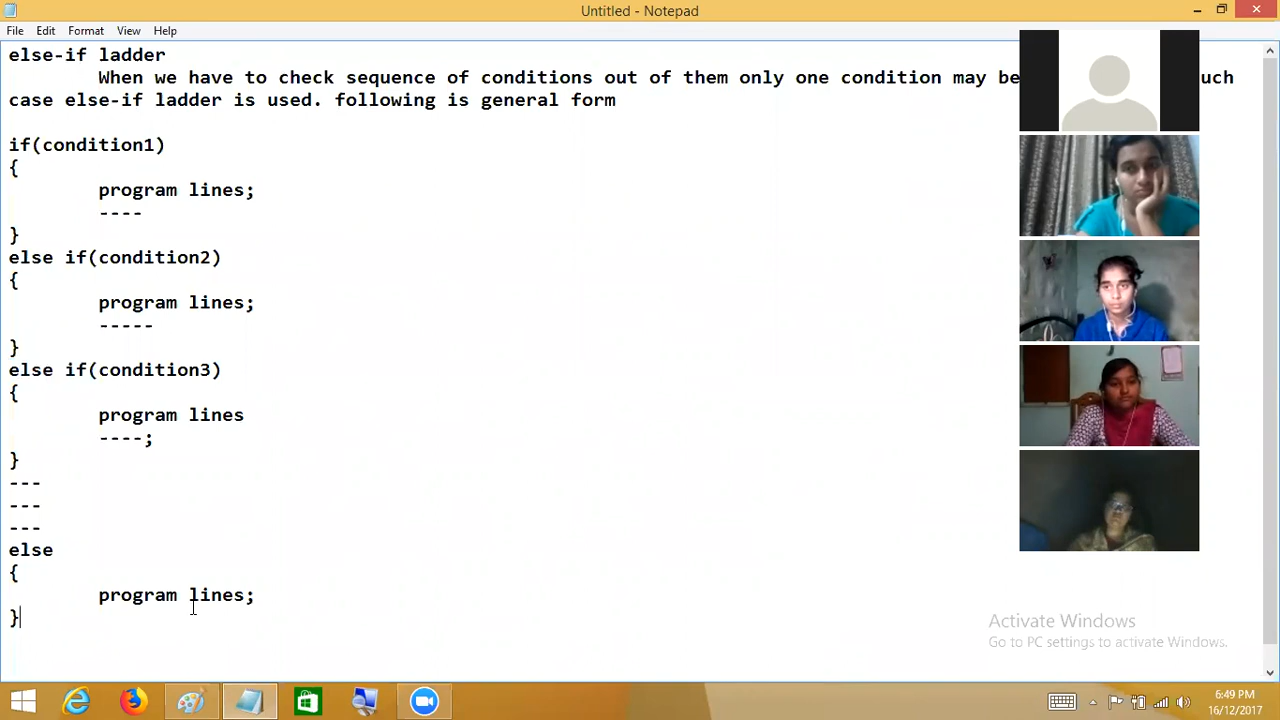 Untitled - Notepad
File Edit Format View Help
else-if ladder
When we have to check sequence of conditions out of them only one condition may be uch
case else-if ladder is used. following is general form
if(condition1)
{
program lines;
----
}
else if(condition2)
{
program lines;
-----
}
else if(condition3)
{
program lines
----;
}
---
---
---
else
{
program lines;
}
Activate Windows
Go to PC settings to activate Windows.
6:49 PM
16/12/2017